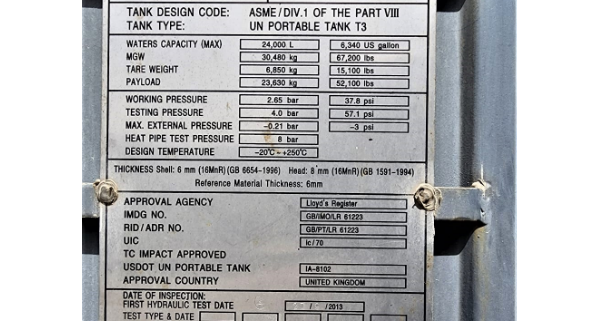 TANK DESIGN CODE: ASME/DIV.1 OF THE PART VIII
TANK TYPE: UN PORTABLE TANK T3
WATERS CAPACITY (MAX) 24,000 L 6,340 US gallon
MGW 30,480 kg 67,200 lbs
TARE WEIGHT 6,850 kg 15,100 lbs
PAYLOAD 23,630 kg 52,100 lbs
WORKING PRESSURE 2.65 bar 37.8 psi
TESTING PRESSURE 4.0 bar 57.1 psi
MAX. EXTERNAL PRESSURE -0.21 bar -3 psi
HEAT PIPE TEST PRESSURE 8 bar
DESIGN TEMPERATURE -20℃~+250℃
THICKNESS Shell: 6 mm (16MnR)(GB 6654-1996) Head: 8 mm (16MnR)(GB 1591-1994)
Reference Material Thickness: 6mm
APPROVAL AGENCY Lloyd's Register
IMDG NO. GB/IMO/LR 61223
RID/ADR NO. GB/PT/LR 61223
UIC Ic/70
TC IMPACT APPROVED
USDOT UN PORTABLE TANK IA-8102
APPROVAL COUNTRY UNITED KINGDOM
DATE OF INSPECTION:
FIRST HYDRAULIC TEST DATE 2013
TEST TYPE & DATE